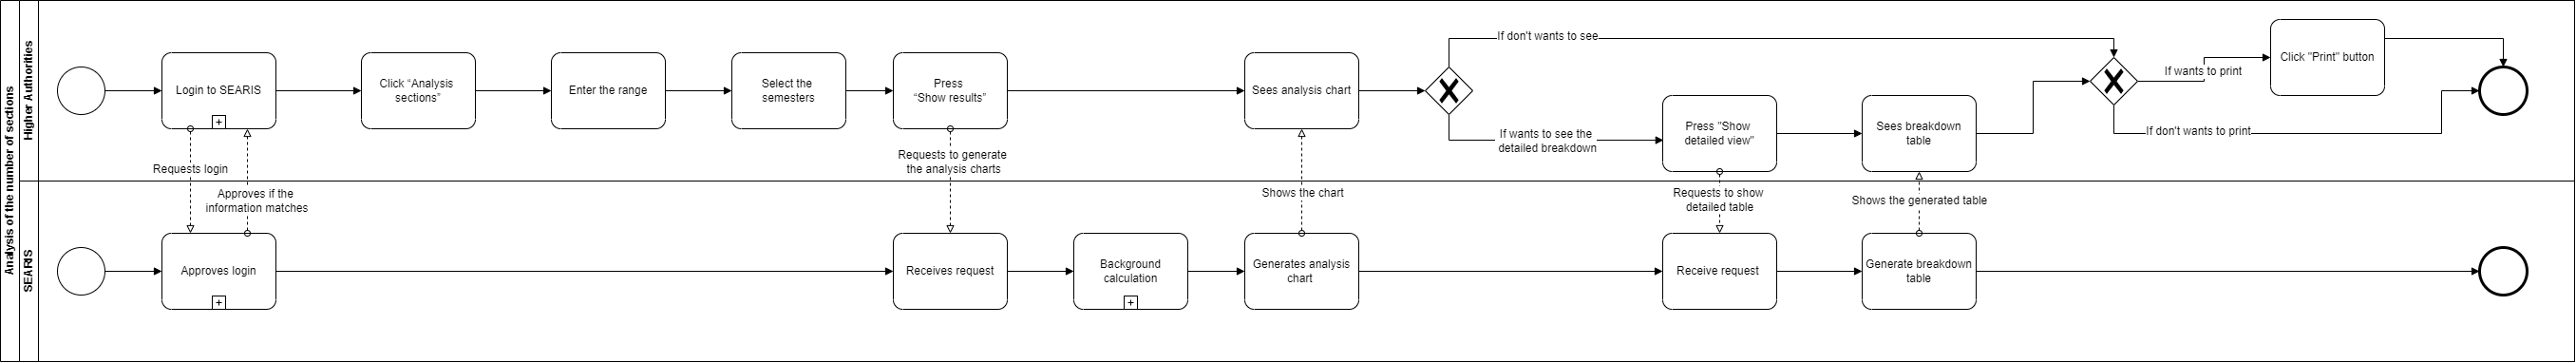 Analysis of the number of sections
Higher Authorities
Login to SEARIS
Click “Analysis
sections”
Enter the range
Select the
semesters
Press
“Show results”
Sees analysis chart
If don't wants to see
If wants to see the
detailed breakdown
Press "Show
detailed view”
Sees breakdown
table
If wants to print
If don't wants to print
Click "Print" button
Requests login
Approves if the
information matches
Requests to generate
the analysis charts
Shows the chart
Requests to show
detailed table
Shows the generated table
SEARIS
Approves login
Receives request
Background
calculation
Generates analysis
chart
Receive request
Generate breakdown
table